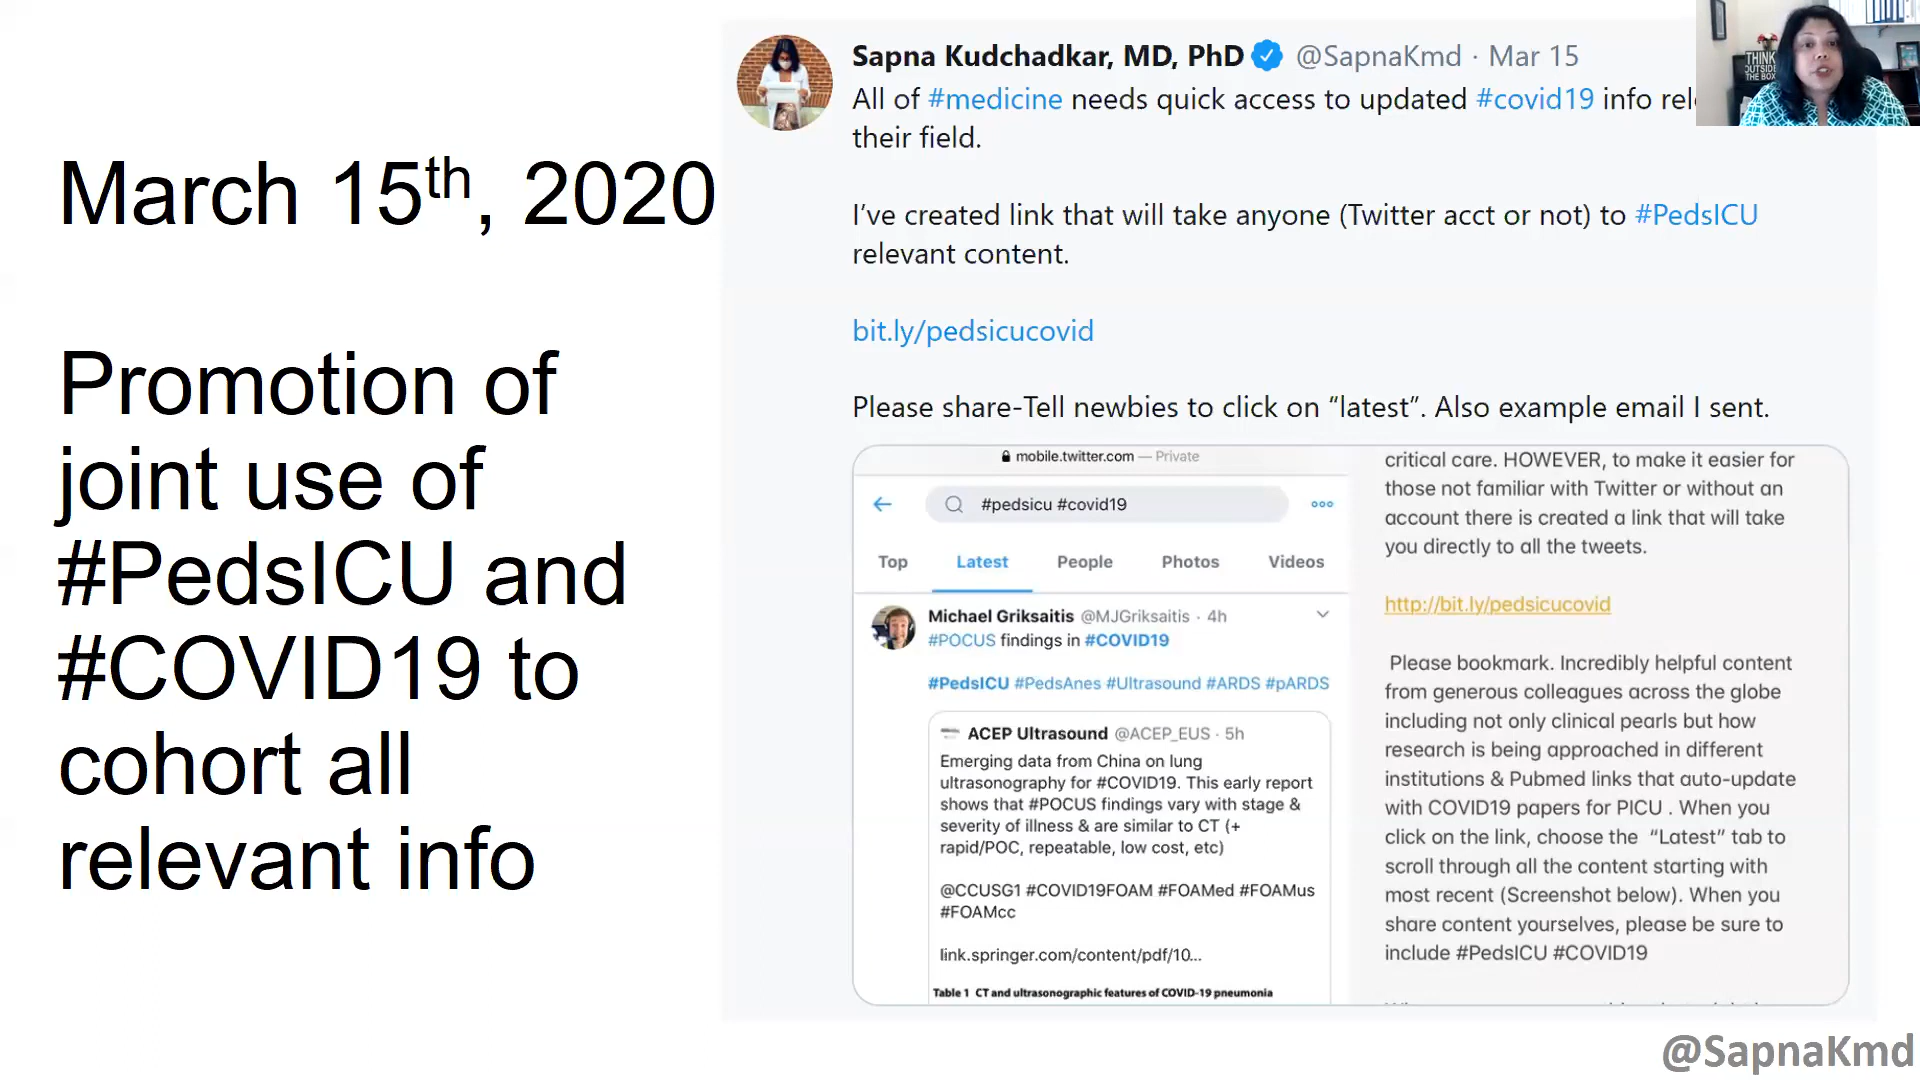 March 15th, 2020
Promotion of
joint use of
#PedsICU and
#COVID19 to
cohort all
relevant info
Sapna Kudchadkar, MD, PhD @SapnaKmd · Mar 15
All of #medicine needs quick access to updated #covid19 info
their field.
I've created link that will take anyone (Twitter acct or not) to #PedsICU
relevant content.
bit.ly/pedsicucovid
Please share-Tell newbies to click on “latest”. Also example email I sent.
mobile.twitter.com — Private
#pedsicu #covid19
Top Latest People Photos Videos
Michael Griksaitis @MJGriksaitis · 4h
#POCUS findings in #COVID19
#PedsICU #PedsAnes #Ultrasound #ARDS #pARDS
ACEP Ultrasound @ACEP_EUS · 5h
Emerging data from China on lung
ultrasonography for #COVID19. This early report
shows that #POCUS findings vary with stage &
severity of illness & are similar to CT (+
rapid/POC, repeatable, low cost, etc)
@CCUSG1 #COVID19FOAM #FOAMed #FOAMus
#FOAMcc
link.springer.com/content/pdf/10...
Table 1 CT and ultrasonographic features of COVID-19 pneumonia
critical care. HOWEVER, to make it easier for
those not familiar with Twitter or without an
account there is created a link that will take
you directly to all the tweets.
http://bit.ly/pedsicucovid
Please bookmark. Incredibly helpful content
from generous colleagues across the globe
including not only clinical pearls but how
research is being approached in different
institutions & Pubmed links that auto-update
with COVID19 papers for PICU . When you
click on the link, choose the “Latest” tab to
scroll through all the content starting with
most recent (Screenshot below). When you
share content yourselves, please be sure to
include #PedsICU #COVID19
THINK
OUTSIDE
THE BOX
@SapnaKmd